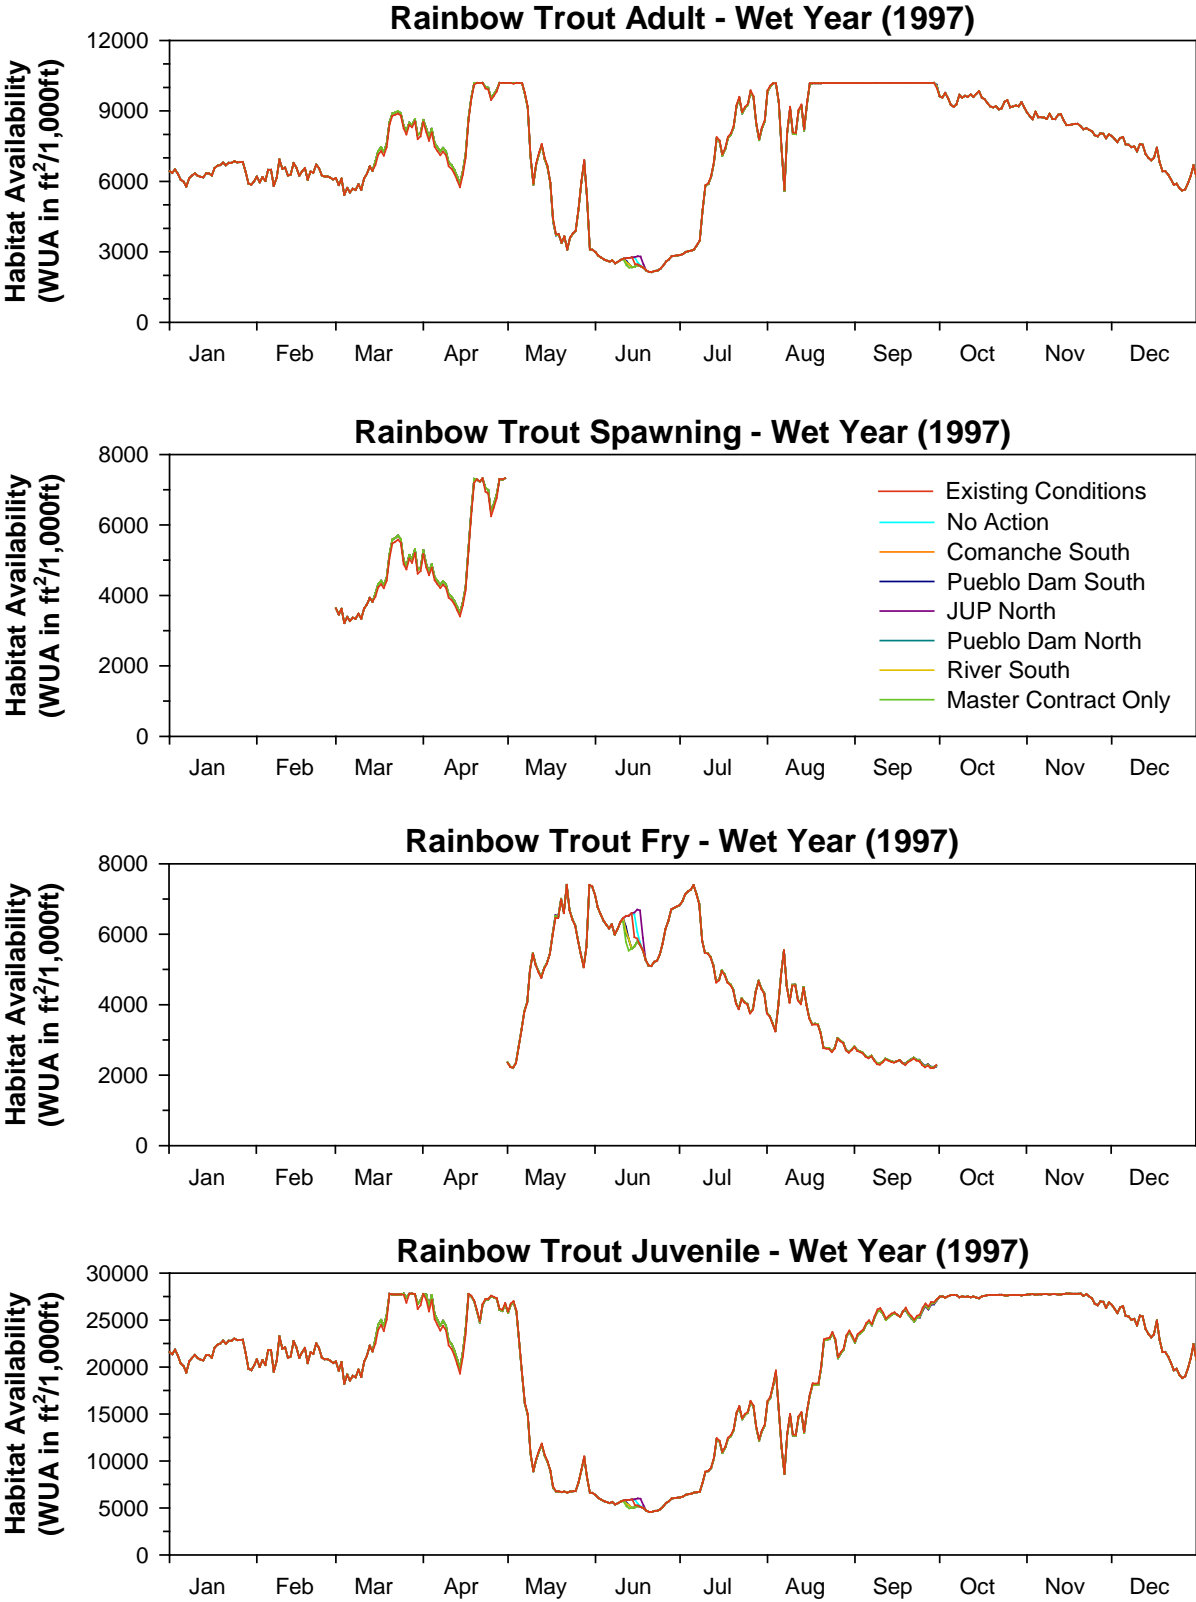 Rainbow Trout Adult - Wet Year (1997)
Habitat Availability
(WUA in ft²/1,000ft)
12000
9000
6000
3000
0
Jan Feb Mar Apr May Jun Jul Aug Sep Oct Nov Dec
Rainbow Trout Spawning - Wet Year (1997)
Habitat Availability
(WUA in ft²/1,000ft)
8000
6000
4000
2000
0
Existing Conditions
No Action
Comanche South
Pueblo Dam South
JUP North
Pueblo Dam North
River South
Master Contract Only
Jan Feb Mar Apr May Jun Jul Aug Sep Oct Nov Dec
Rainbow Trout Fry - Wet Year (1997)
Habitat Availability
(WUA in ft²/1,000ft)
8000
6000
4000
2000
0
Jan Feb Mar Apr May Jun Jul Aug Sep Oct Nov Dec
Rainbow Trout Juvenile - Wet Year (1997)
Habitat Availability
(WUA in ft²/1,000ft)
30000
25000
20000
15000
10000
5000
0
Jan Feb Mar Apr May Jun Jul Aug Sep Oct Nov Dec